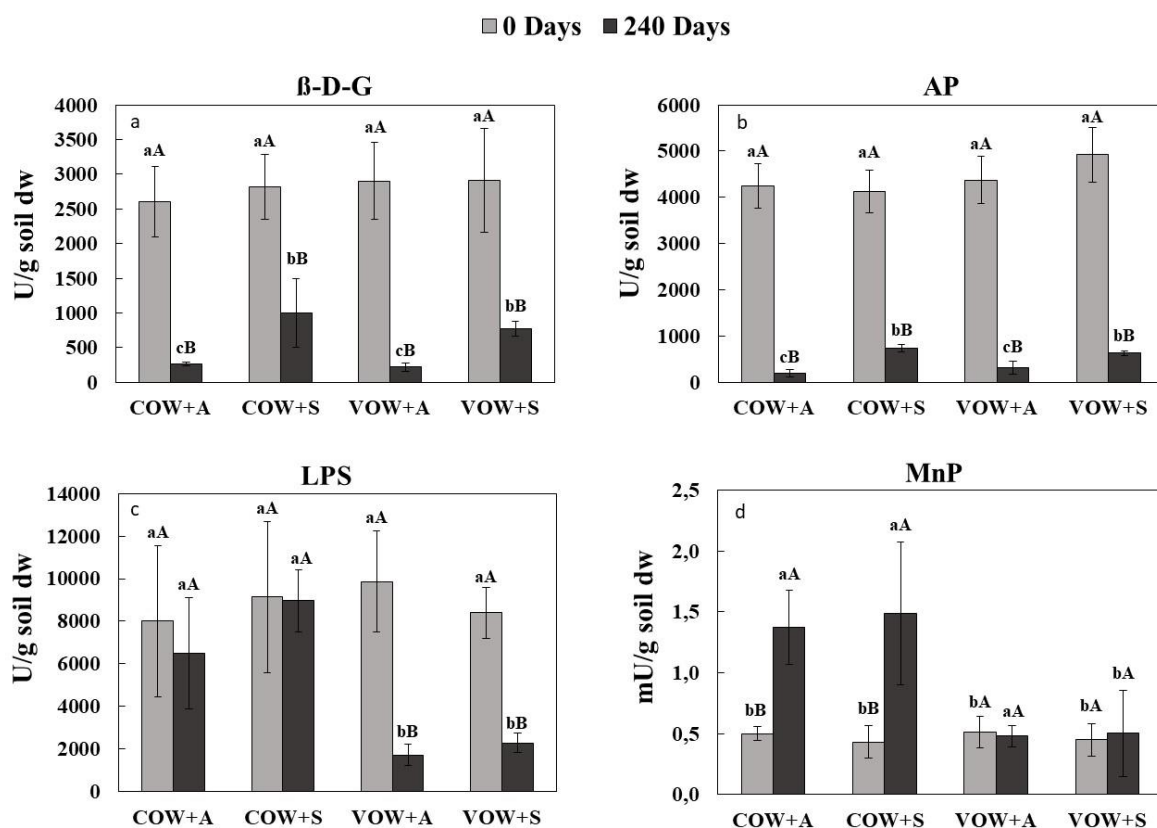 0 Days 240 Days
ß-D-G
a
U/g soil dw
4000
3500
3000
2500
2000
1500
1000
500
0
aA aA aA aA
cB bB cB bB
COW+A COW+S VOW+A VOW+S
AP
b
U/g soil dw
6000
5000
4000
3000
2000
1000
0
aA aA aA aA
cB bB cB bB
COW+A COW+S VOW+A VOW+S
LPS
c
U/g soil dw
14000
12000
10000
8000
6000
4000
2000
0
aA aA aA aA
aA aA bB bB
COW+A COW+S VOW+A VOW+S
MnP
d
mU/g soil dw
2,5
2,0
1,5
1,0
0,5
0,0
bB bB bA bA
aA aA aA bA
COW+A COW+S VOW+A VOW+S